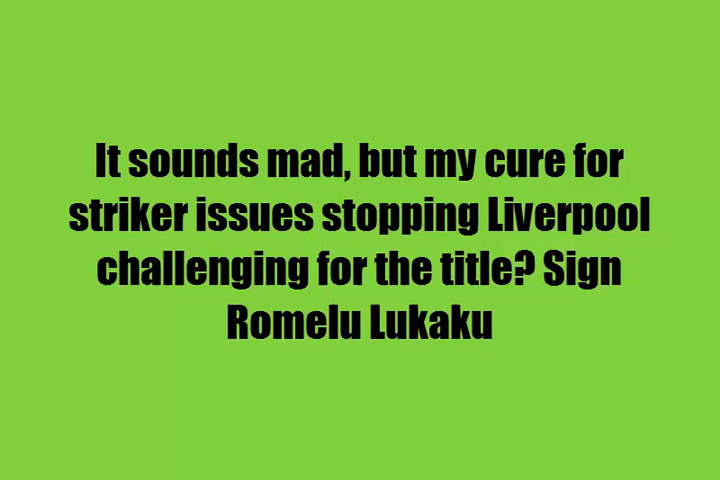 It sounds mad, but my cure for
striker issues stopping Liverpool
challenging for the title? Sign
Romelu Lukaku